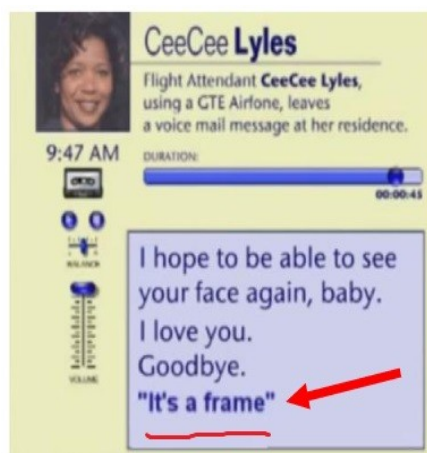 CeeCee Lyles
Flight Attendant CeeCee Lyles,
using a GTE Airfone, leaves
a voice mail message at her residence.
9:47 AM
DURATION:
00:00:45
BALANCE
VOLUME
I hope to be able to see
your face again, baby.
I love you.
Goodbye.
"It's a frame"